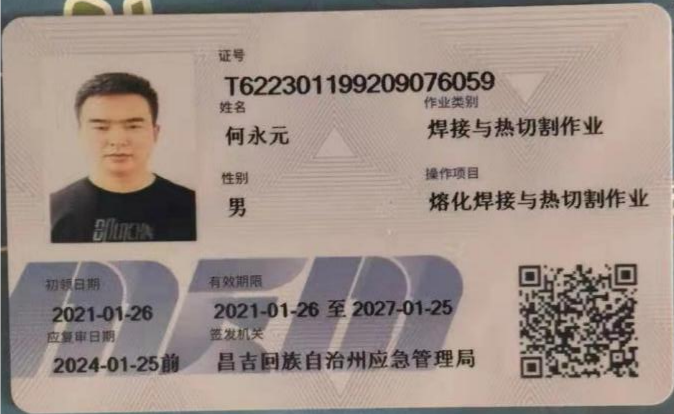 证号
T622301199209076059
姓名
何永元
作业类别
焊接与热切割作业
性别
男
操作项目
熔化焊接与热切割作业
初领日期
2021-01-26
有效期限
2021-01-26 至 2027-01-25
应复审日期
2024-01-25前
签发机关
昌吉回族自治州应急管理局